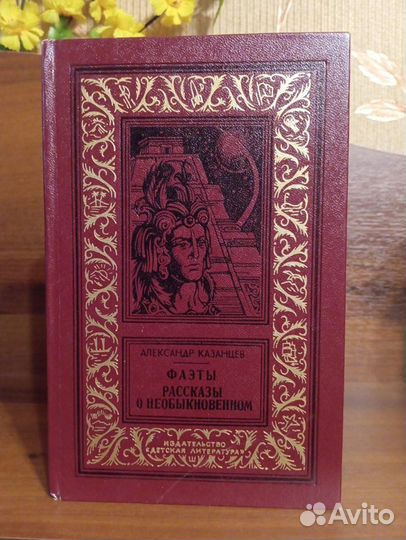 АЛЕКСАНДР КАЗАНЦЕВ
ФАЭТЫ
РАССКАЗЫ
О НЕОБЫКНОВЕННОМ
ИЗДАТЕЛЬСТВО
«ДЕТСКАЯ ЛИТЕРАТУРА»
Avito